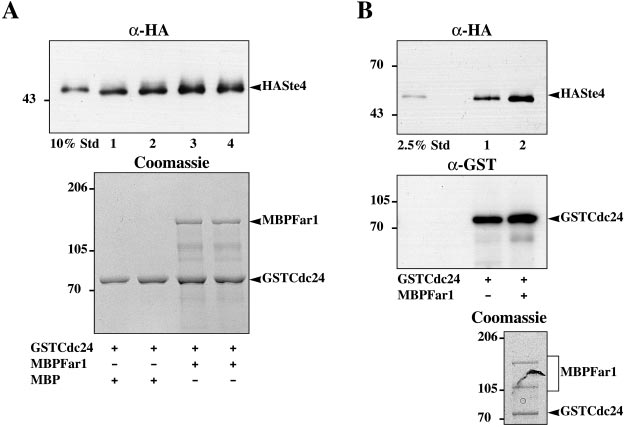 A
α-HA
43
HASte4
10% Std 1 2 3 4
Coomassie
206
MBPFar1
105
GSTCdc24
70
GSTCdc24 + + + +
MBPFar1 – – + +
MBP + + – –
B
α-HA
70
HASte4
43
2.5% Std 1 2
α-GST
105
GSTCdc24
70
GSTCdc24 + +
MBPFar1 – +
Coomassie
206
MBPFar1
105
GSTCdc24
70